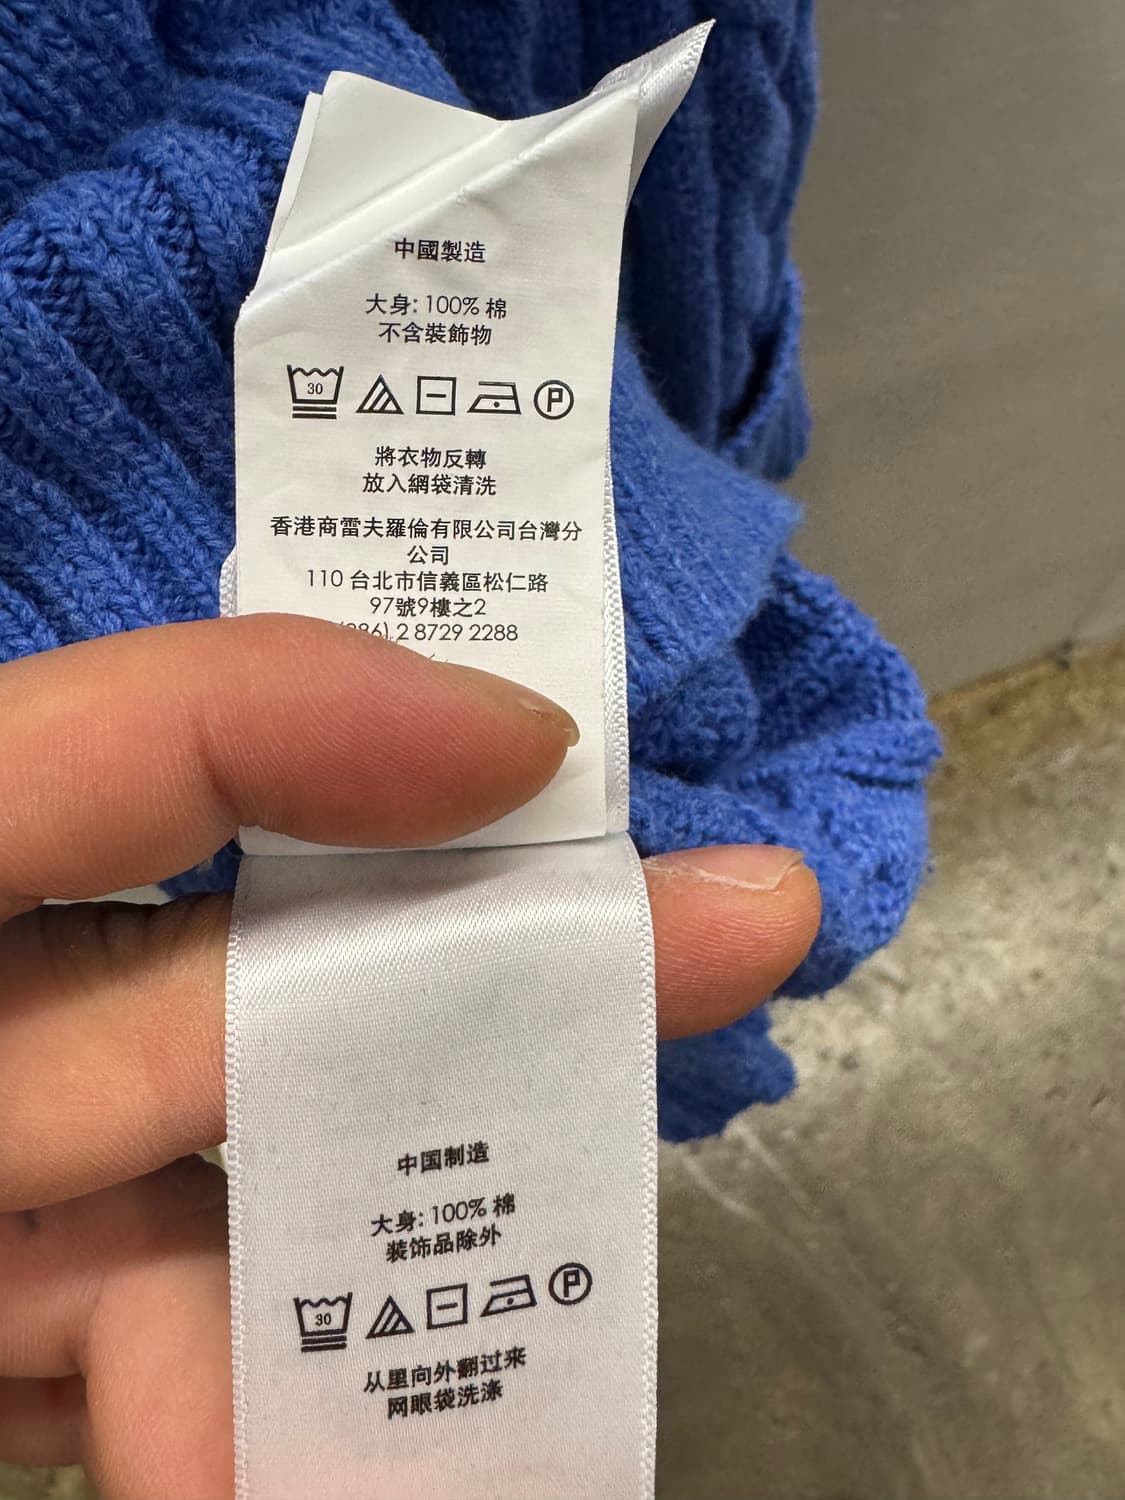 中國製造
大身: 100% 棉
不含裝飾物
30
P
將衣物反轉
放入網袋清洗
香港商雷夫羅倫有限公司台灣分
公司
110 台北市信義區松仁路
97號9樓之2
2 8729 2288
中国制造
大身: 100% 棉
装饰品除外
30
P
从里向外翻过来
网眼袋洗涤